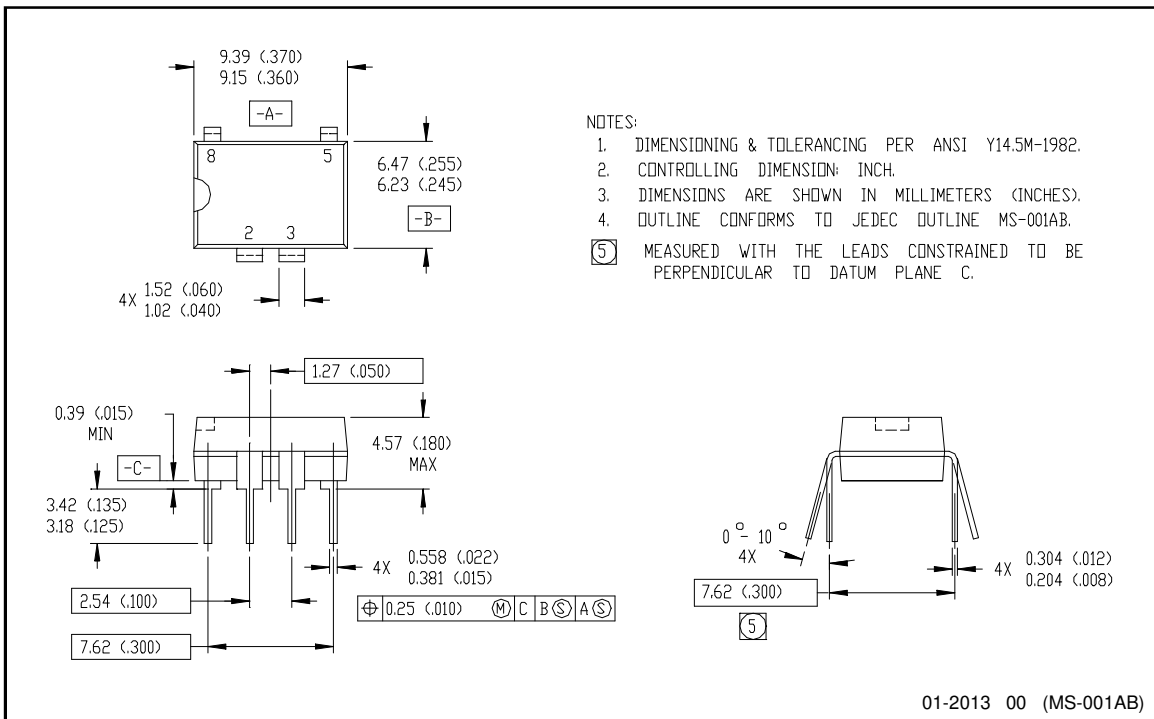 9.39 (.370)
9.15 (.360)
-A-
8 5
6.47 (.255)
6.23 (.245)
-B-
2 3
4X 1.52 (.060)
1.02 (.040)
NOTES:
1. DIMENSIONING & TOLERANCING PER ANSI Y14.5M-1982.
2. CONTROLLING DIMENSION: INCH.
3. DIMENSIONS ARE SHOWN IN MILLIMETERS (INCHES).
4. OUTLINE CONFORMS TO JEDEC OUTLINE MS-001AB.
5 MEASURED WITH THE LEADS CONSTRAINED TO BE
PERPENDICULAR TO DATUM PLANE C.
1.27 (.050)
0.39 (.015)
MIN
4.57 (.180)
MAX
-C-
3.42 (.135)
3.18 (.125)
4X 0.558 (.022)
0.381 (.015)
2.54 (.100)
⌖ 0.25 (.010) Ⓜ C B Ⓢ A Ⓢ
7.62 (.300)
0° - 10°
4X
4X 0.304 (.012)
0.204 (.008)
7.62 (.300)
5
01-2013 00 (MS-001AB)